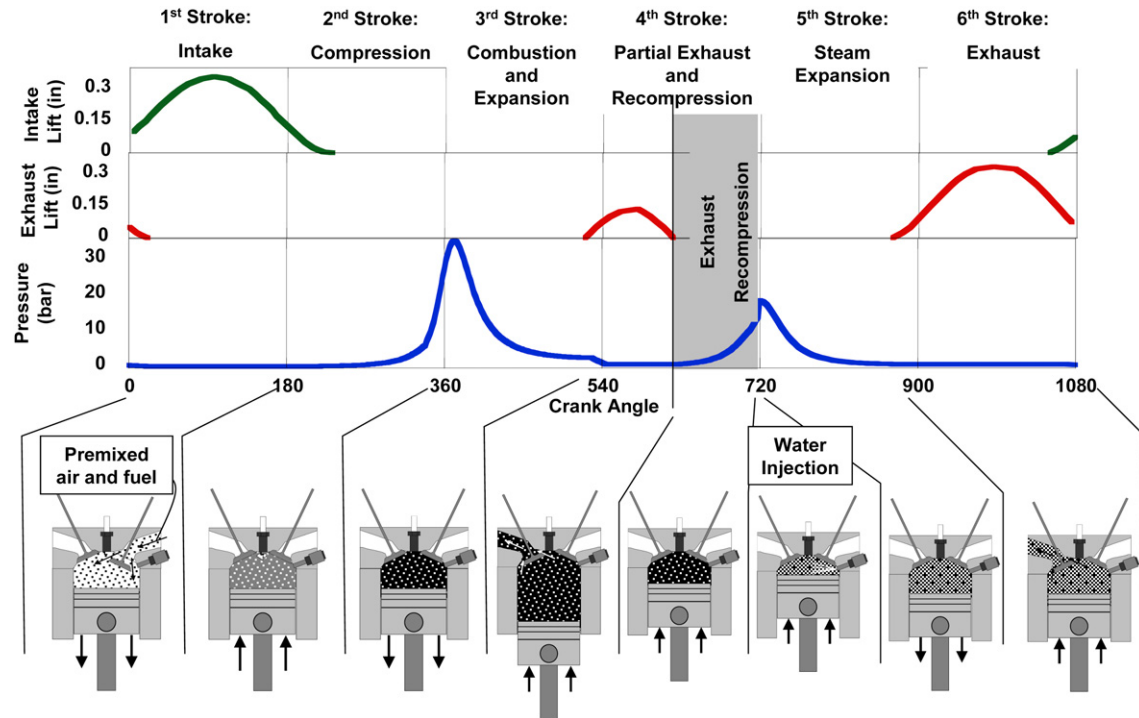 1st Stroke:
Intake
2nd Stroke:
Compression
3rd Stroke:
Combustion
and
Expansion
4th Stroke:
Partial Exhaust
and
Recompression
5th Stroke:
Steam
Expansion
6th Stroke:
Exhaust
Intake
Lift (in)
0.3
0.15
0
Exhaust
Lift (in)
0.3
0.15
0
Exhaust
Recompression
Pressure
(bar)
30
20
10
0
0
180
360
540
720
900
1080
Crank Angle
Premixed
air and fuel
Water
Injection